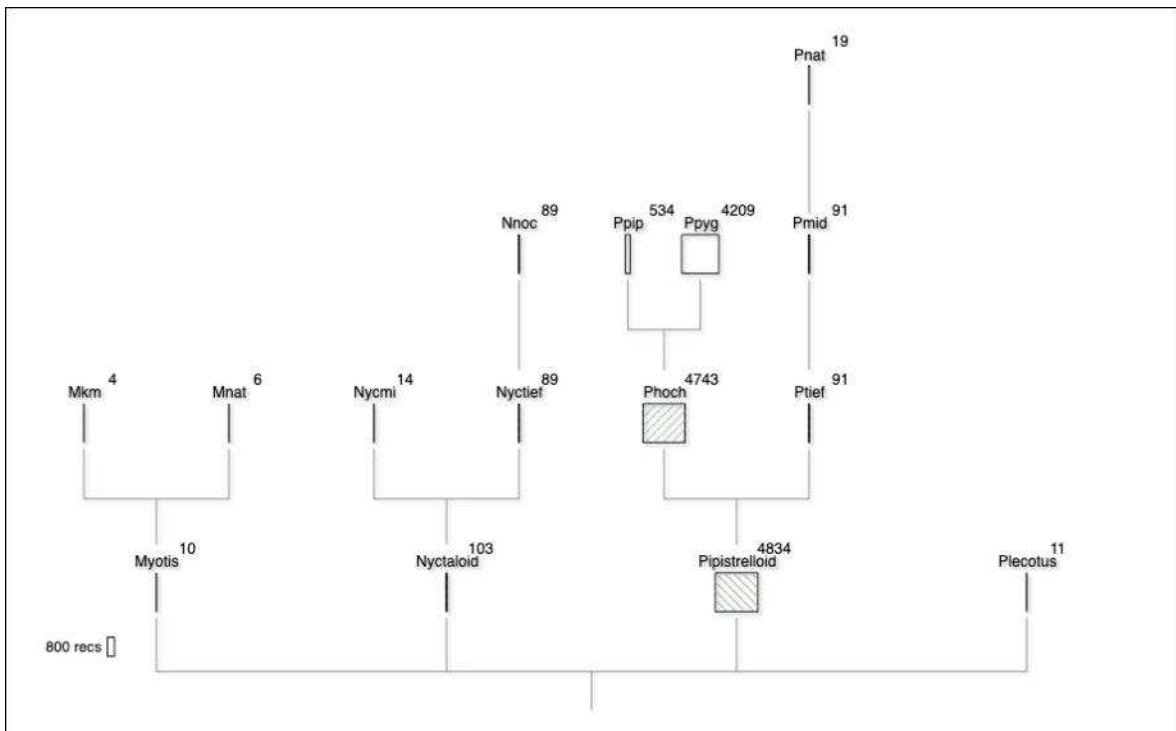 Pnat 19
Nnoc 89
Ppip 534
Ppyg 4209
Pmid 91
Mkm 4
Mnat 6
Nycmi 14
Nyctief 89
Phoch 4743
Ptief 91
Myotis 10
Nyctaloid 103
Pipistrelloid 4834
Plecotus 11
800 recs